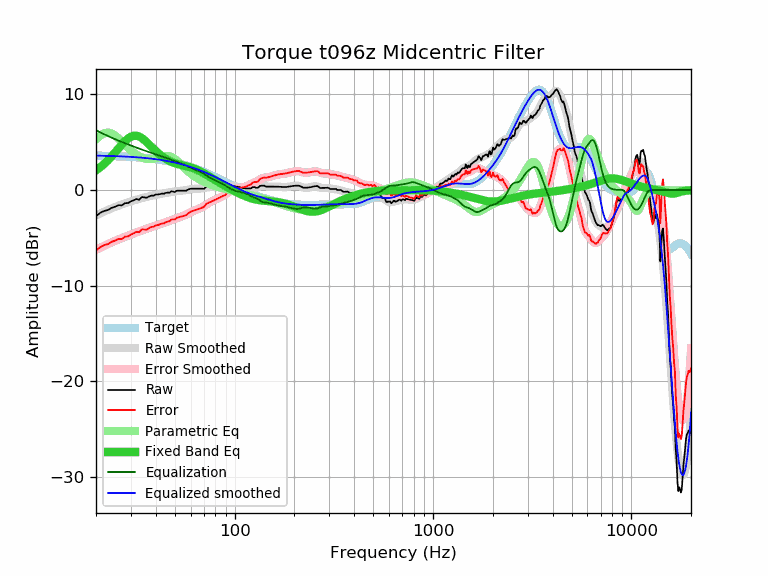 Torque t096z Midcentric Filter
10
0
−10
−20
−30
Amplitude (dBr)
Target
Raw Smoothed
Error Smoothed
Raw
Error
Parametric Eq
Fixed Band Eq
Equalization
Equalized smoothed
100
1000
10000
Frequency (Hz)